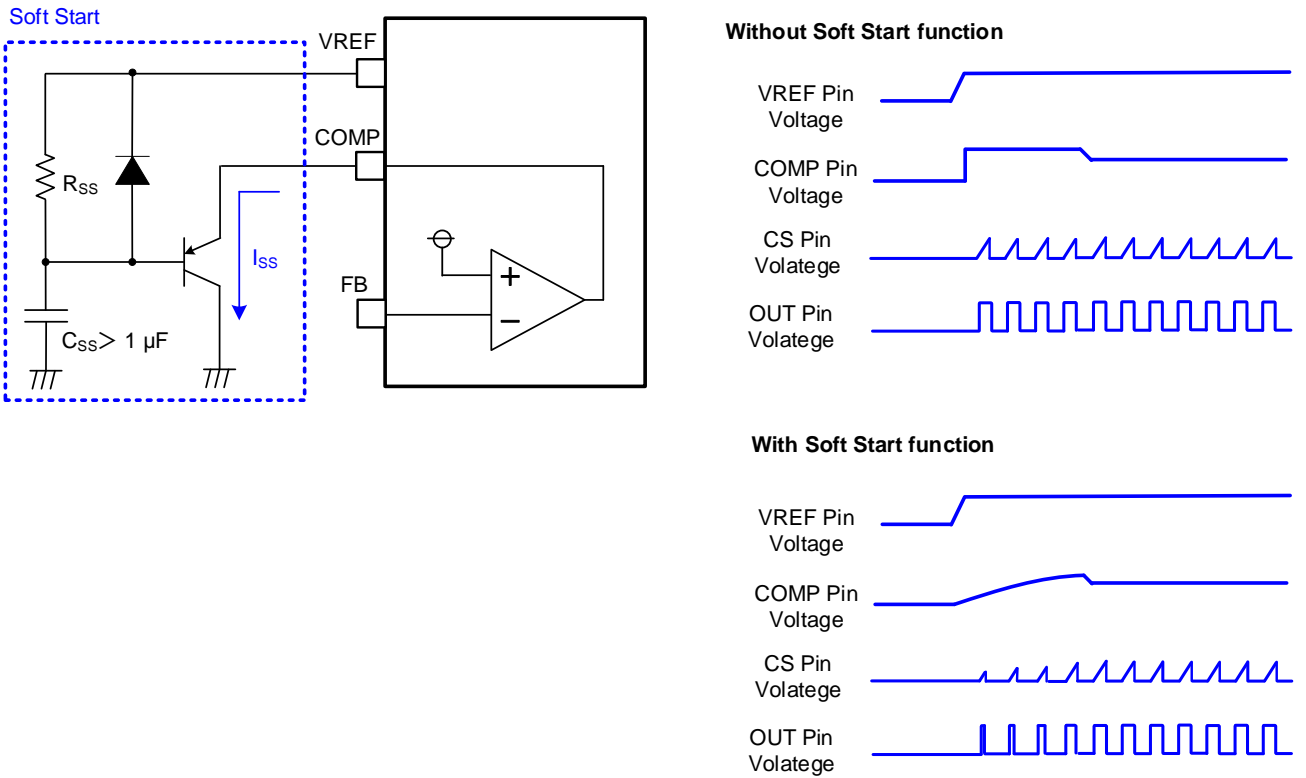 Soft Start
VREF
COMP
FB
RSS
ISS
CSS> 1 µF
+
−
Without Soft Start function
VREF Pin
Voltage
COMP Pin
Voltage
CS Pin
Volatege
OUT Pin
Volatege
With Soft Start function
VREF Pin
Voltage
COMP Pin
Voltage
CS Pin
Volatege
OUT Pin
Volatege